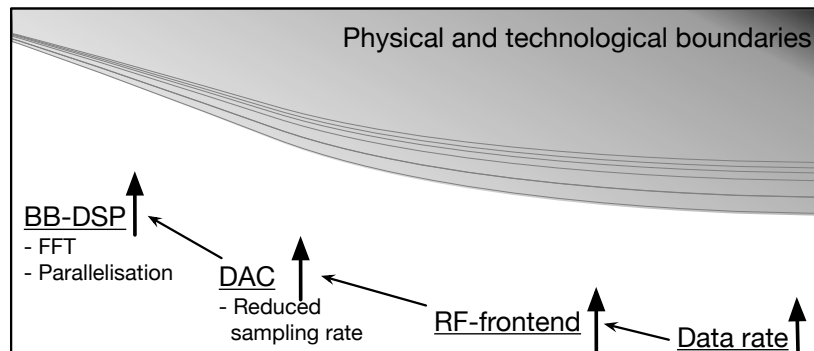 Physical and technological boundaries
BB-DSP
- FFT
- Parallelisation
DAC
- Reduced
sampling rate
RF-frontend
Data rate